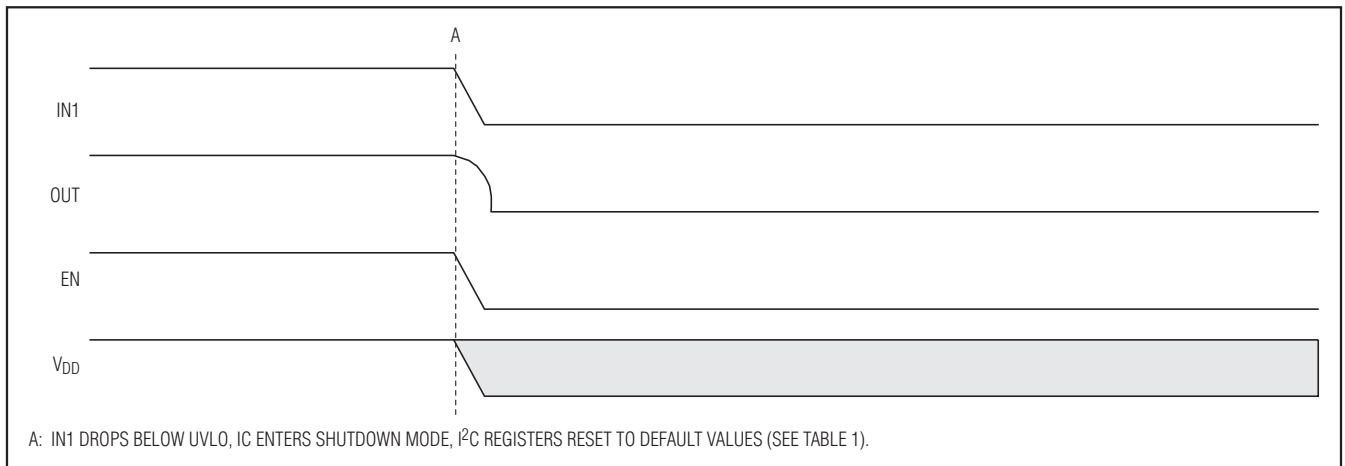 A
IN1
OUT
EN
VDD
A: IN1 DROPS BELOW UVLO, IC ENTERS SHUTDOWN MODE, I²C REGISTERS RESET TO DEFAULT VALUES (SEE TABLE 1).